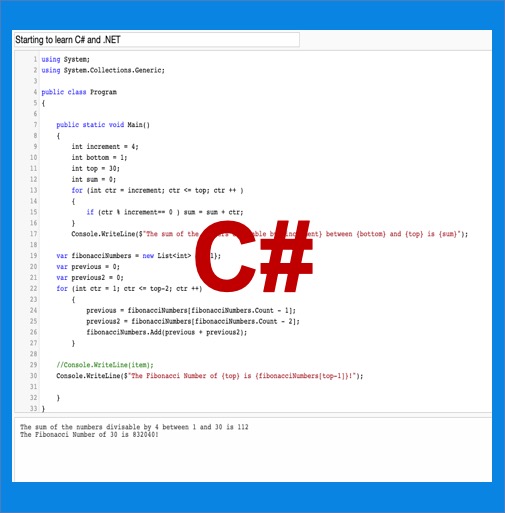 Starting to learn C# and .NET
1 using System;
2 using System.Collections.Generic;
3
4 public class Program
5 {
6
7 public static void Main()
8 {
9 int increment = 4;
10 int bottom = 1;
11 int top = 30;
12 int sum = 0;
13 for (int ctr = increment; ctr <= top; ctr ++ )
14 {
15 if (ctr % increment== 0 ) sum = sum + ctr;
16 }
17 Console.WriteLine($"The sum of the between {bottom} and {top} is {sum}");
18
19 var fibonacciNumbers = new List<int>
20 var previous = 0;
21 var previous2 = 0;
22 for (int ctr = 1; ctr <= top-2; ctr ++)
23 {
24 previous = fibonacciNumbers[fibonacciNumbers.Count - 1];
25 previous2 = fibonacciNumbers[fibonacciNumbers.Count - 2];
26 fibonacciNumbers.Add(previous + previous2);
27 }
28
29 //Console.WriteLine(item);
30 Console.WriteLine($"The Fibonacci Number of {top} is {fibonacciNumbers[top-1]}!");
31
32 }
33 }
C#
The sum of the numbers divisable by 4 between 1 and 30 is 112
The Fibonacci Number of 30 is 832040!